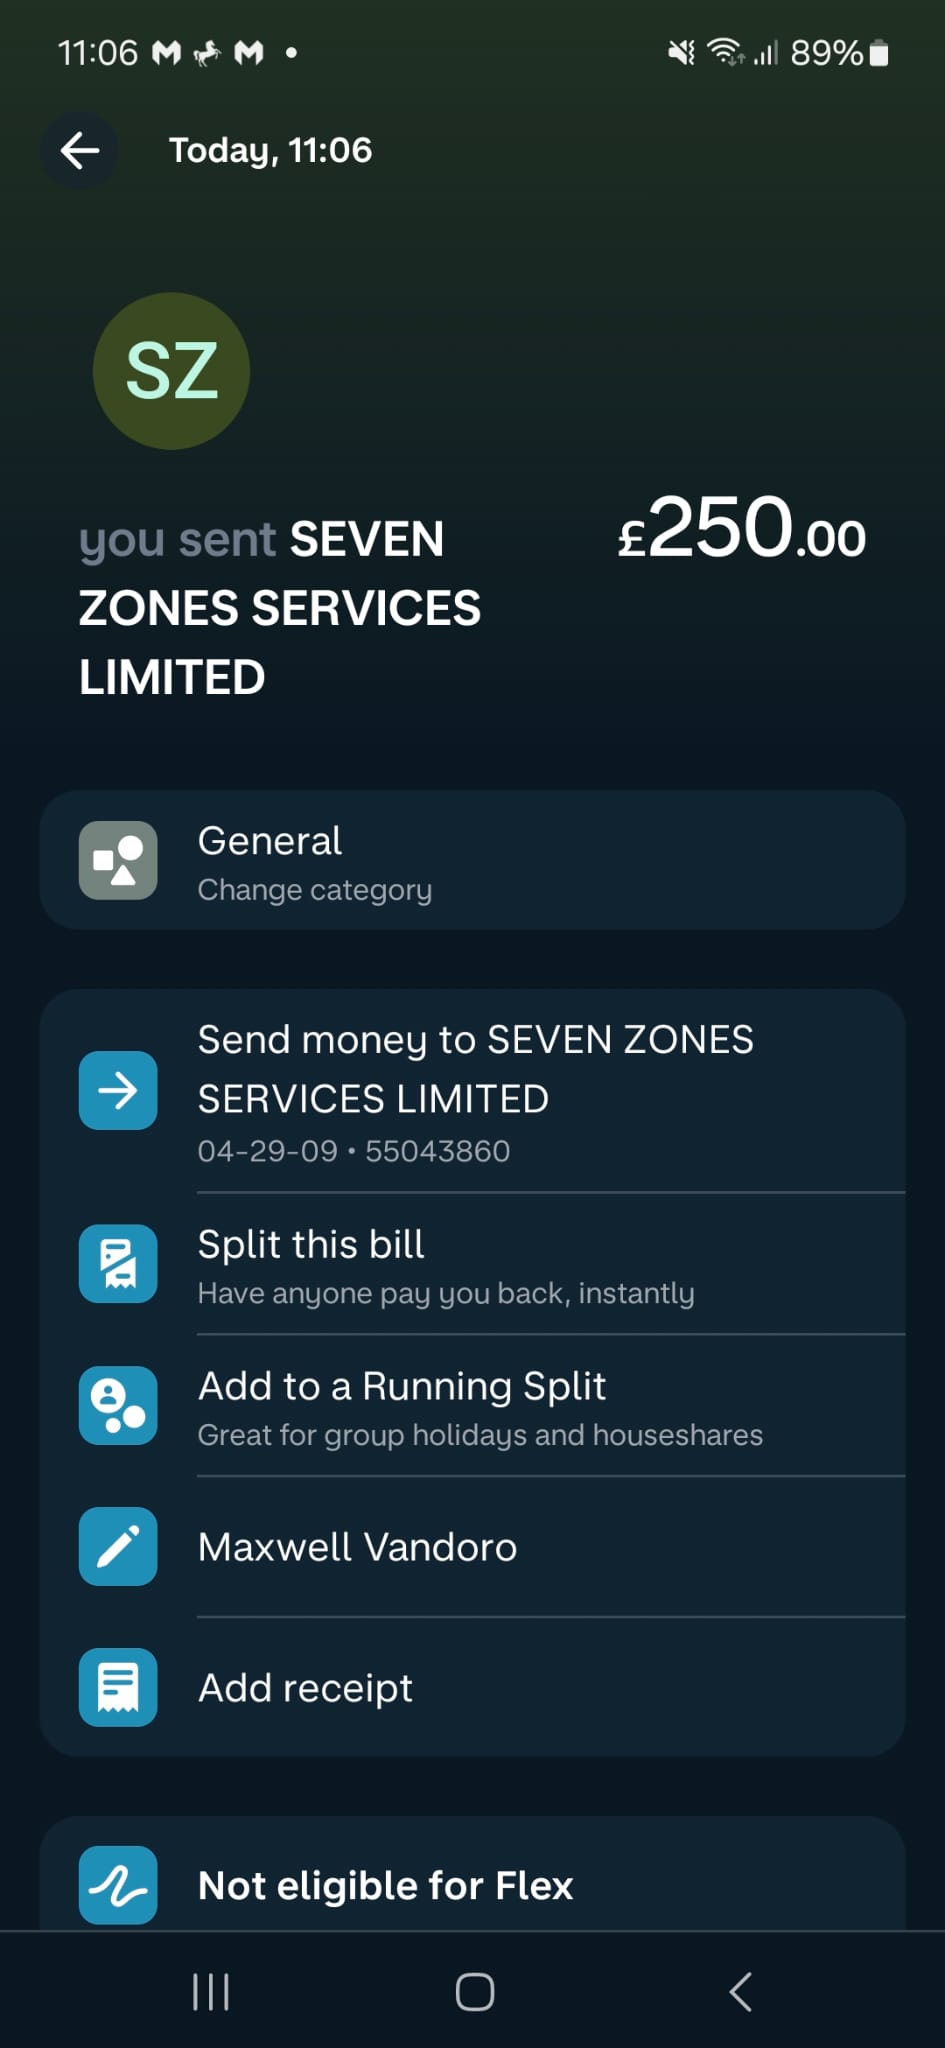 11:06
89%
Today, 11:06
SZ
you sent SEVEN
ZONES SERVICES
LIMITED
£250.00
General
Change category
Send money to SEVEN ZONES
SERVICES LIMITED
04-29-09 • 55043860
Split this bill
Have anyone pay you back, instantly
Add to a Running Split
Great for group holidays and houseshares
Maxwell Vandoro
Add receipt
Not eligible for Flex